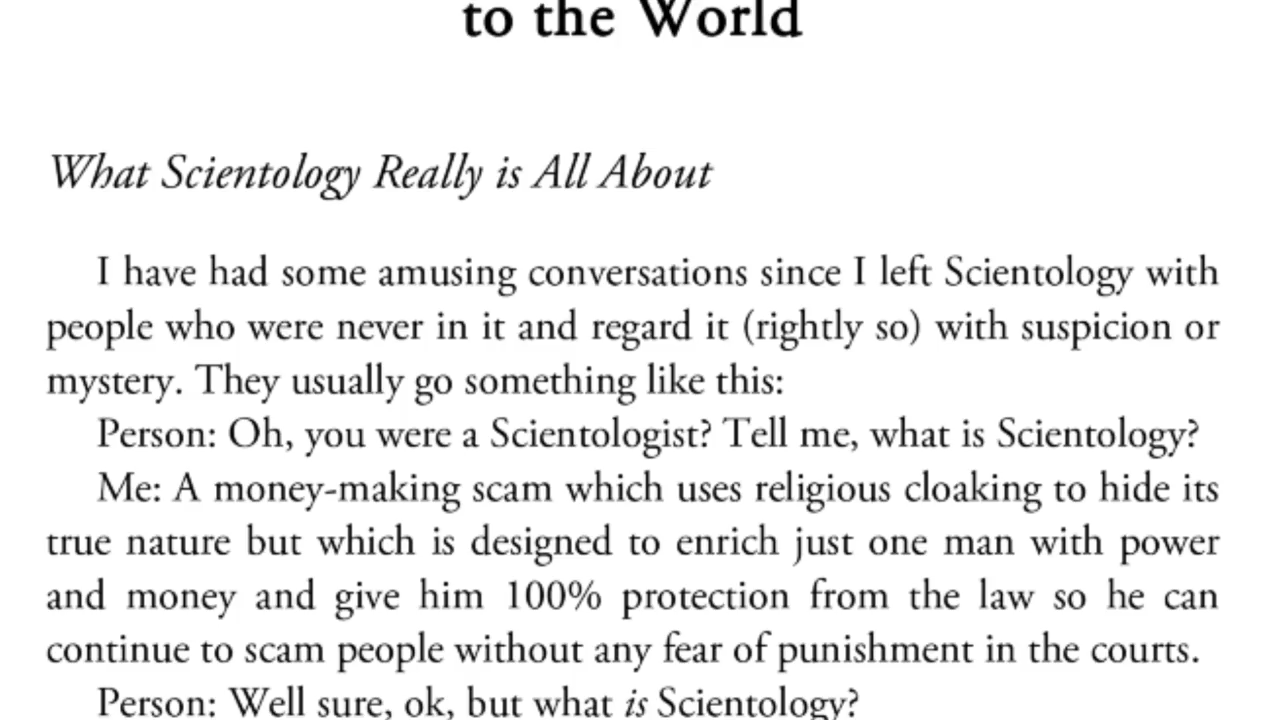 to the World
What Scientology Really is All About
I have had some amusing conversations since I left Scientology with
people who were never in it and regard it (rightly so) with suspicion or
mystery. They usually go something like this:
Person: Oh, you were a Scientologist? Tell me, what is Scientology?
Me: A money-making scam which uses religious cloaking to hide its
true nature but which is designed to enrich just one man with power
and money and give him 100% protection from the law so he can
continue to scam people without any fear of punishment in the courts.
Person: Well sure, ok, but what is Scientology?